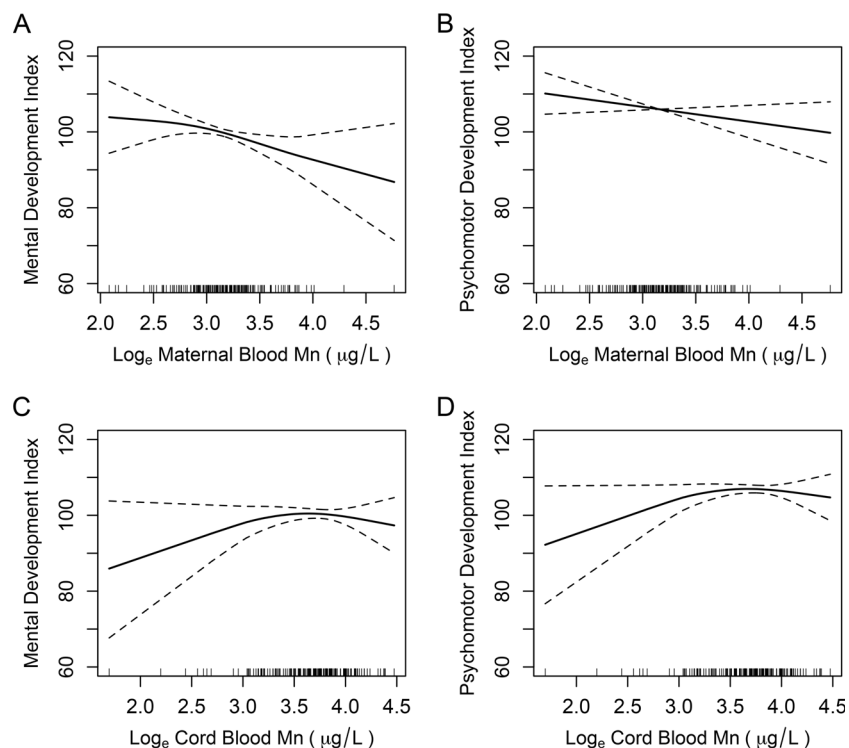 A
B
Mental Development Index
120
100
80
60
2.0 2.5 3.0 3.5 4.0 4.5
Logₑ Maternal Blood Mn ( μg/L )
Psychomotor Development Index
120
100
80
60
2.0 2.5 3.0 3.5 4.0 4.5
Logₑ Maternal Blood Mn ( μg/L )
C
D
Mental Development Index
120
100
80
60
2.0 2.5 3.0 3.5 4.0 4.5
Logₑ Cord Blood Mn ( μg/L )
Psychomotor Development Index
120
100
80
60
2.0 2.5 3.0 3.5 4.0 4.5
Logₑ Cord Blood Mn ( μg/L )